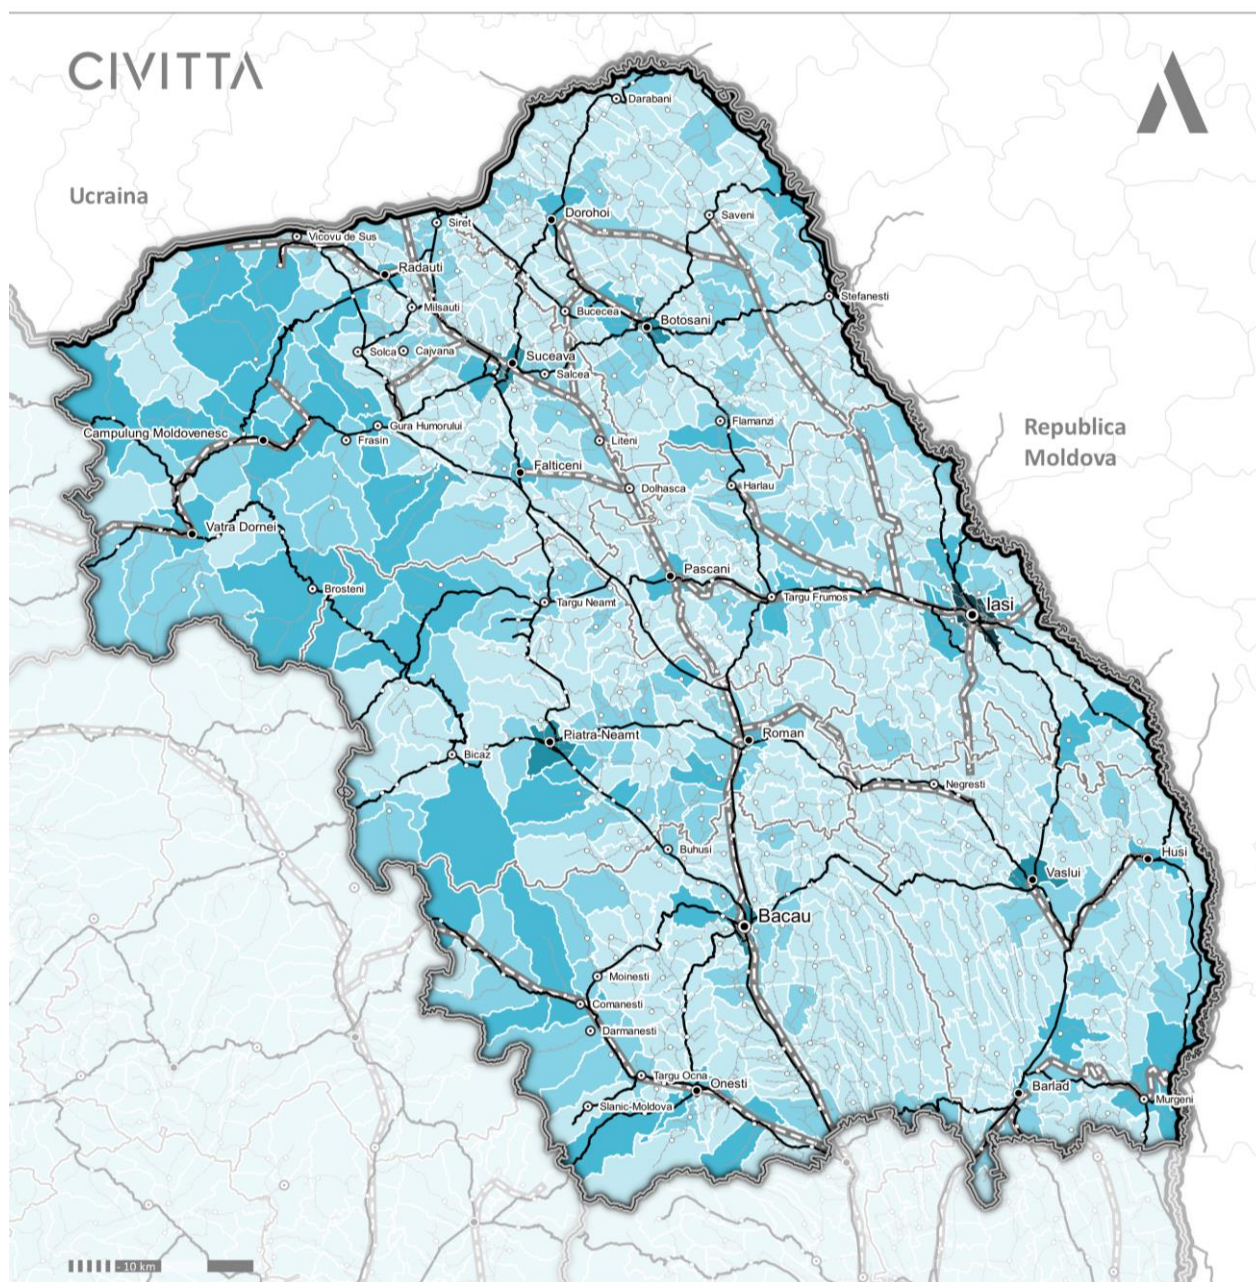 CIVITTA
Darabani
Ucraina
Siret
Dorohoi
Saveni
Vicovu de Sus
Radauti
Stefanesti
Milsauti
Bucecea
Botosani
Solca
Cajvana
Suceava
Salcea
Flamanzi
Gura Humorului
Republica
Moldova
Campulung Moldovenesc
Frasin
Liteni
Falticeni
Dolhasca
Harlau
Vatra Dornei
Pascani
Brosteni
Targu Neamt
Targu Frumos
Iasi
Piatra-Neamt
Roman
Bicaz
Negresti
Buhusi
Husi
Vaslui
Bacau
Moinesti
Comanesti
Darmanesti
Targu Ocna
Onesti
Barlad
Slanic-Moldova
Murgeni
- 10 km